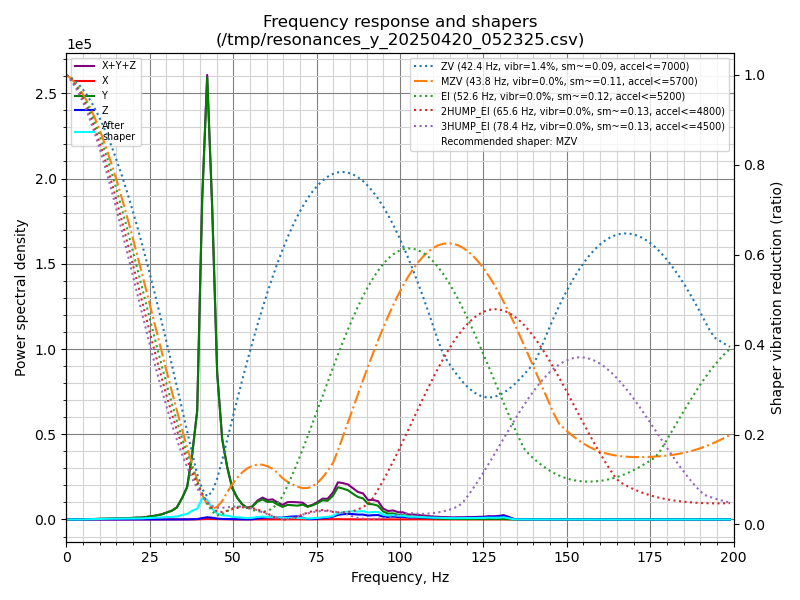 Frequency response and shapers
(/tmp/resonances_y_20250420_052325.csv)
1e5
X+Y+Z
X
Y
Z
After
shaper
ZV (42.4 Hz, vibr=1.4%, sm~=0.09, accel<=7000)
MZV (43.8 Hz, vibr=0.0%, sm~=0.11, accel<=5700)
EI (52.6 Hz, vibr=0.0%, sm~=0.12, accel<=5200)
2HUMP_EI (65.6 Hz, vibr=0.0%, sm~=0.13, accel<=4800)
3HUMP_EI (78.4 Hz, vibr=0.0%, sm~=0.13, accel<=4500)
Recommended shaper: MZV
Power spectral density
2.5
2.0
1.5
1.0
0.5
0.0
1.0
0.8
0.6
0.4
0.2
0.0
Shaper vibration reduction (ratio)
0 25 50 75 100 125 150 175 200
Frequency, Hz